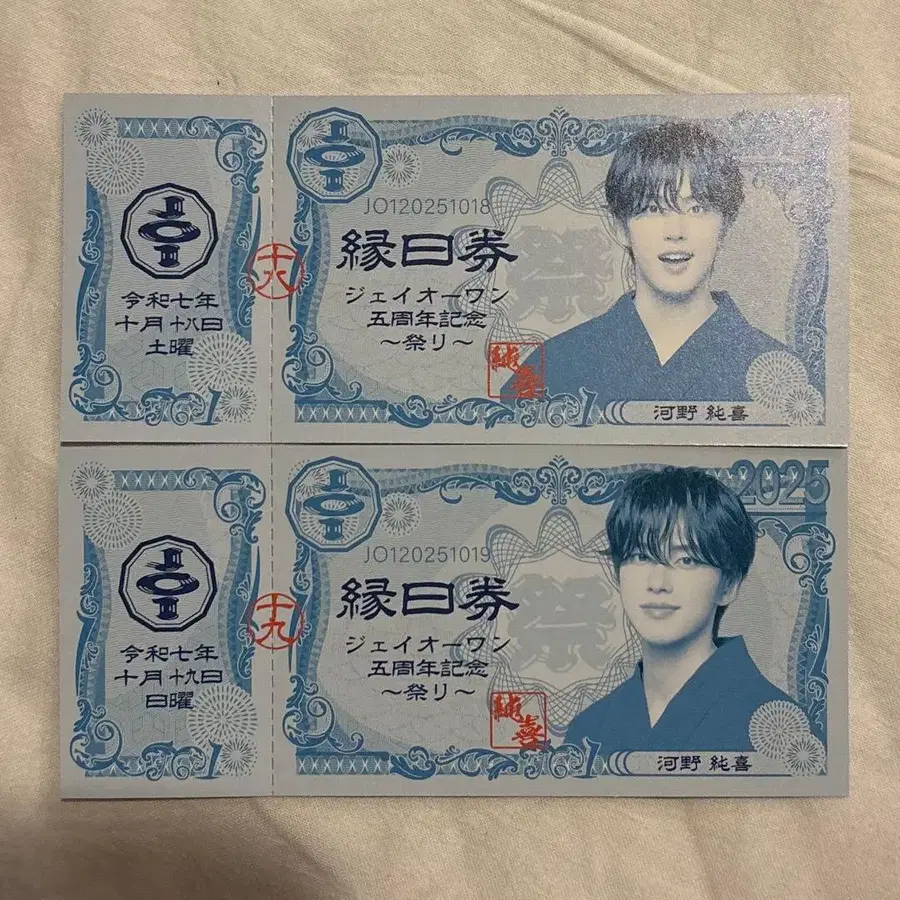 令和七年
十月十八日
土曜
十八
JO120251018
縁日券
ジェイオーワン
五周年記念
～祭り～
祭
純喜
1
1
河野 純喜
令和七年
十月十九日
日曜
十九
2025
JO120251019
縁日券
ジェイオーワン
五周年記念
～祭り～
祭
純喜
1
1
河野 純喜